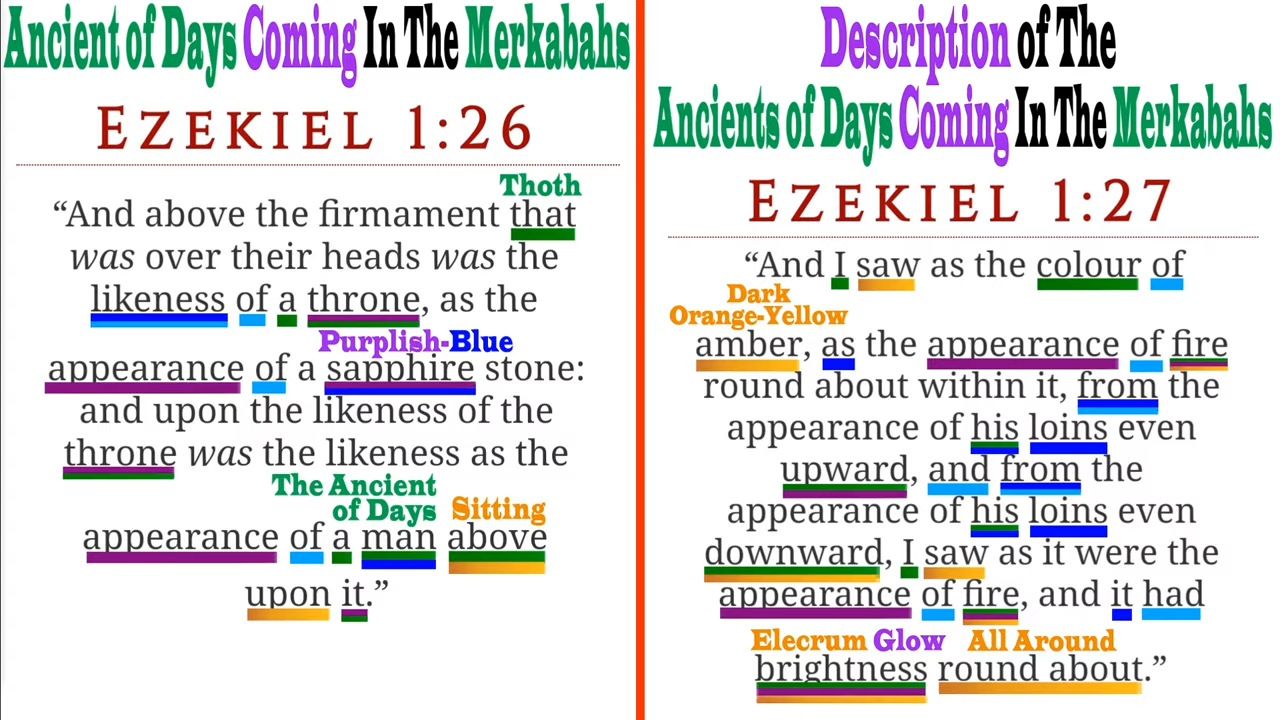 Ancient of Days Coming In The Merkabahs
EZEKIEL 1:26
Thoth
“And above the firmament that
was over their heads was the
likeness of a throne, as the
Purplish-Blue
appearance of a sapphire stone:
and upon the likeness of the
throne was the likeness as the
The Ancient
of Days Sitting
appearance of a man above
upon it.”
Description of The
Ancients of Days Coming In The Merkabahs
EZEKIEL 1:27
“And I saw as the colour of
Dark
Orange-Yellow
amber, as the appearance of fire
round about within it, from the
appearance of his loins even
upward, and from the
appearance of his loins even
downward, I saw as it were the
appearance of fire, and it had
Elecrum Glow All Around
brightness round about.”